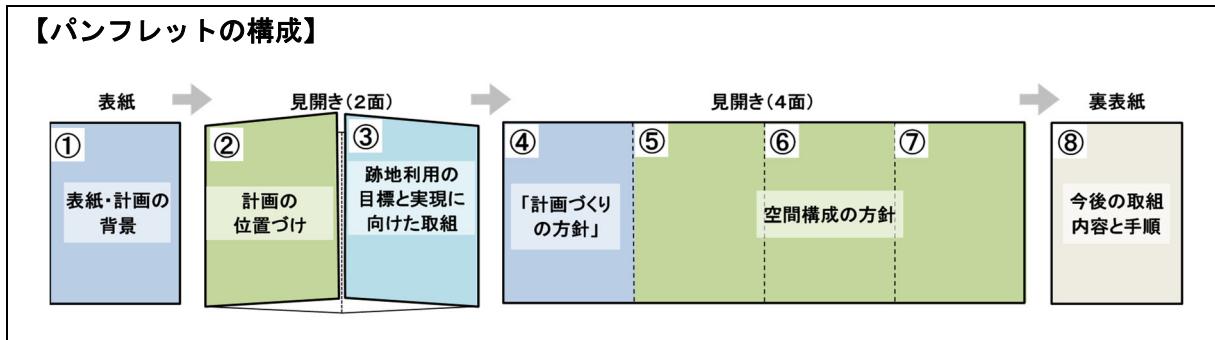 【パンフレットの構成】
表紙
見開き(2面)
見開き(4面)
裏表紙
①
表紙・計画の
背景
②
計画の
位置づけ
③
跡地利用の
目標と実現に
向けた取組
④
「計画づくり
の方針」
⑤
⑥
⑦
空間構成の方針
⑧
今後の取組
内容と手順